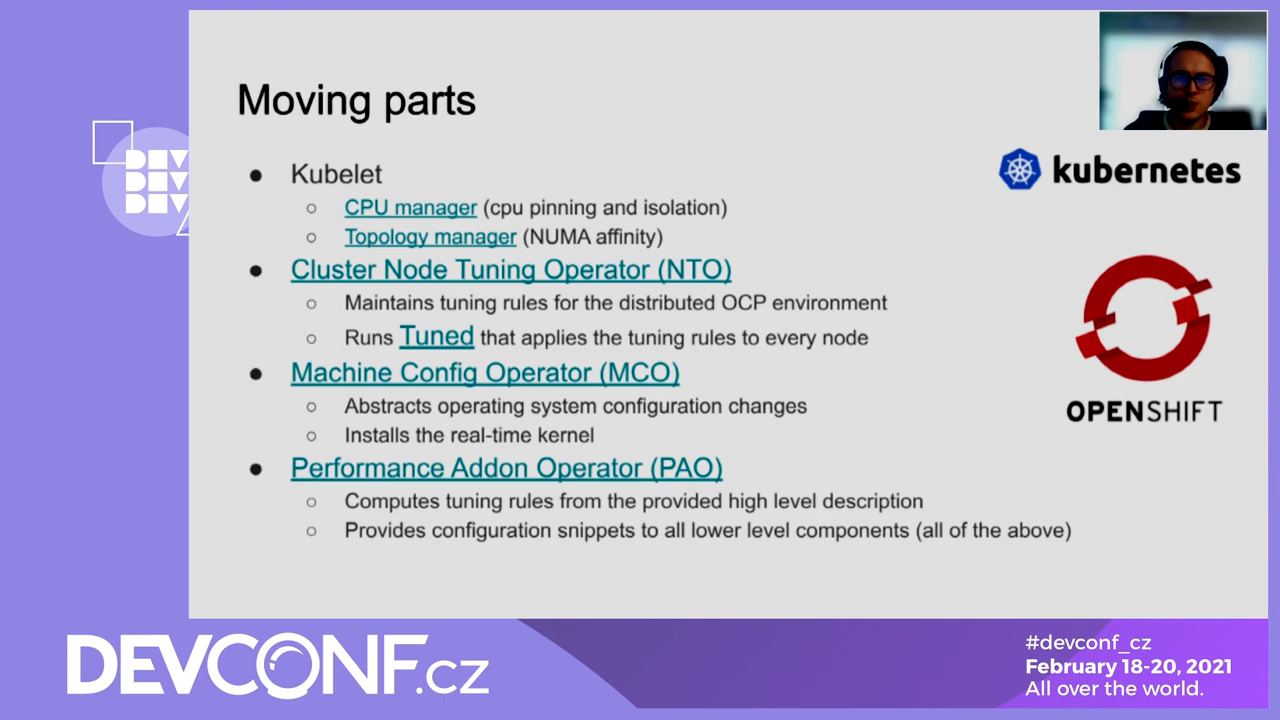 Moving parts
Kubelet
CPU manager (cpu pinning and isolation)
Topology manager (NUMA affinity)
Cluster Node Tuning Operator (NTO)
Maintains tuning rules for the distributed OCP environment
Runs Tuned that applies the tuning rules to every node
Machine Config Operator (MCO)
Abstracts operating system configuration changes
Installs the real-time kernel
Performance Addon Operator (PAO)
Computes tuning rules from the provided high level description
Provides configuration snippets to all lower level components (all of the above)
kubernetes
OPENSHIFT
DEV
DEV
DEV
DEVCONF.cz
#devconf_cz
February 18-20, 2021
All over the world.